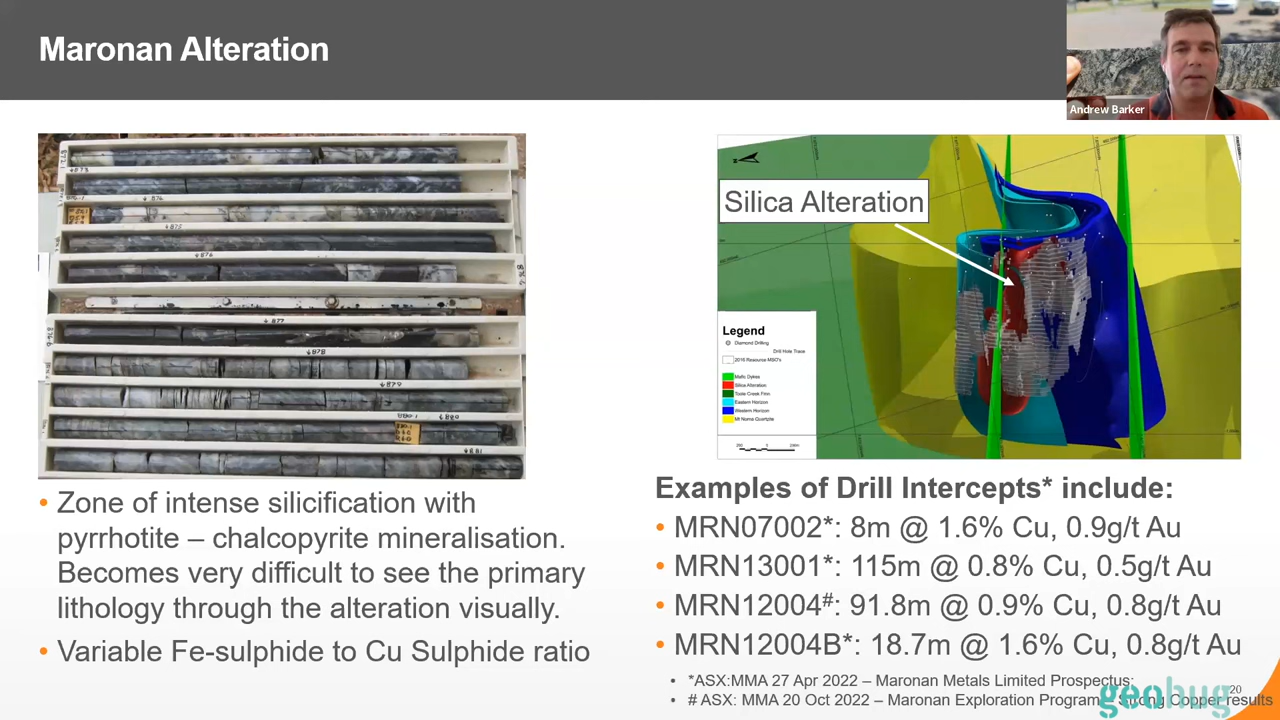 Maronan Alteration
Andrew Barker
Silica Alteration
Legend
Diamond Drilling
Drill Hole Trace
2016 Resource MSO's
Mafic Dykes
Silica Alteration
Toole Creek Fmn
Eastern Horizon
Western Horizon
Mt Norna Quartzite
• Zone of intense silicification with
pyrrhotite – chalcopyrite mineralisation.
Becomes very difficult to see the primary
lithology through the alteration visually.
• Variable Fe-sulphide to Cu Sulphide ratio
Examples of Drill Intercepts* include:
• MRN07002*: 8m @ 1.6% Cu, 0.9g/t Au
• MRN13001*: 115m @ 0.8% Cu, 0.5g/t Au
• MRN12004#: 91.8m @ 0.9% Cu, 0.8g/t Au
• MRN12004B*: 18.7m @ 1.6% Cu, 0.8g/t Au
• *ASX:MMA 27 Apr 2022 – Maronan Metals Limited Prospectus;
• # ASX: MMA 20 Oct 2022 – Maronan Exploration Program – Strong Copper results
geohug
20